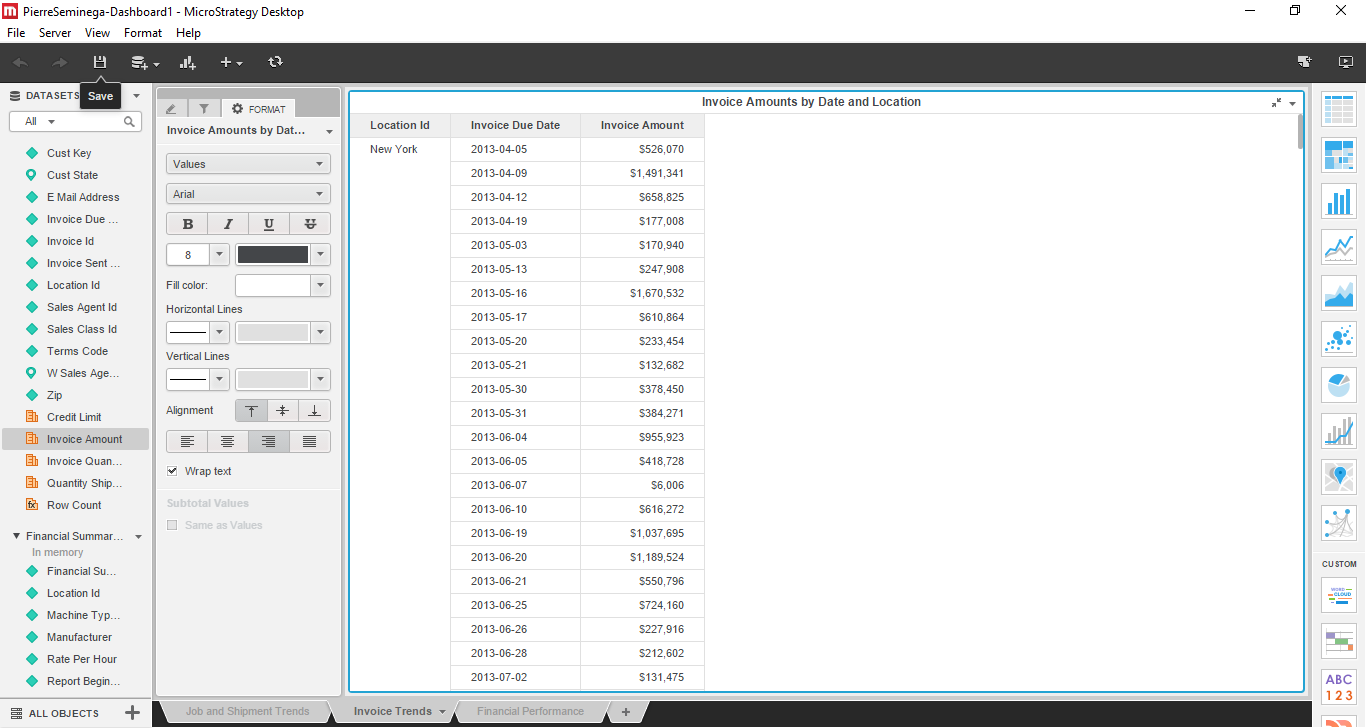 PierreSeminega-Dashboard1 - MicroStrategy Desktop
File Server View Format Help
Save
DATASETS
All
Cust Key
Cust State
E Mail Address
Invoice Due ...
Invoice Id
Invoice Sent ...
Location Id
Sales Agent Id
Sales Class Id
Terms Code
W Sales Age...
Zip
Credit Limit
Invoice Amount
Invoice Quan...
Quantity Ship...
fx Row Count
Financial Summar...
In memory
Financial Su...
Location Id
Machine Typ...
Manufacturer
Rate Per Hour
Report Begin...
ALL OBJECTS
FORMAT
Invoice Amounts by Dat...
Values
Arial
B I U U
8
Fill color:
Horizontal Lines
Vertical Lines
Alignment
Wrap text
Subtotal Values
Same as Values
Invoice Amounts by Date and Location
Location Id Invoice Due Date Invoice Amount
New York 2013-04-05 $526,070
2013-04-09 $1,491,341
2013-04-12 $658,825
2013-04-19 $177,008
2013-05-03 $170,940
2013-05-13 $247,908
2013-05-16 $1,670,532
2013-05-17 $610,864
2013-05-20 $233,454
2013-05-21 $132,682
2013-05-30 $378,450
2013-05-31 $384,271
2013-06-04 $955,923
2013-06-05 $418,728
2013-06-07 $6,006
2013-06-10 $616,272
2013-06-19 $1,037,695
2013-06-20 $1,189,524
2013-06-21 $550,796
2013-06-25 $724,160
2013-06-26 $227,916
2013-06-28 $212,602
2013-07-02 $131,475
Job and Shipment Trends Invoice Trends Financial Performance
CUSTOM
WORD
CLOUD
ABC
123